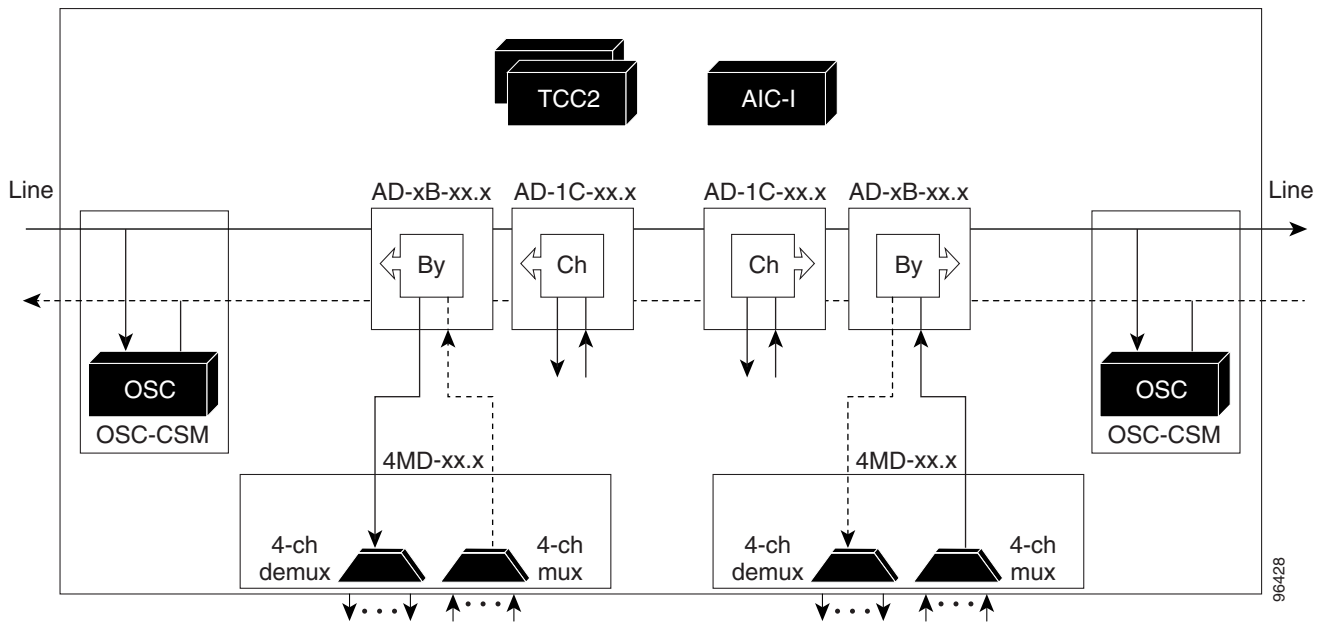 TCC2
AIC-I
Line
Line
AD-xB-xx.x
AD-1C-xx.x
AD-1C-xx.x
AD-xB-xx.x
By
Ch
Ch
By
OSC
OSC
OSC-CSM
OSC-CSM
4MD-xx.x
4MD-xx.x
4-ch
demux
4-ch
mux
4-ch
demux
4-ch
mux
96428